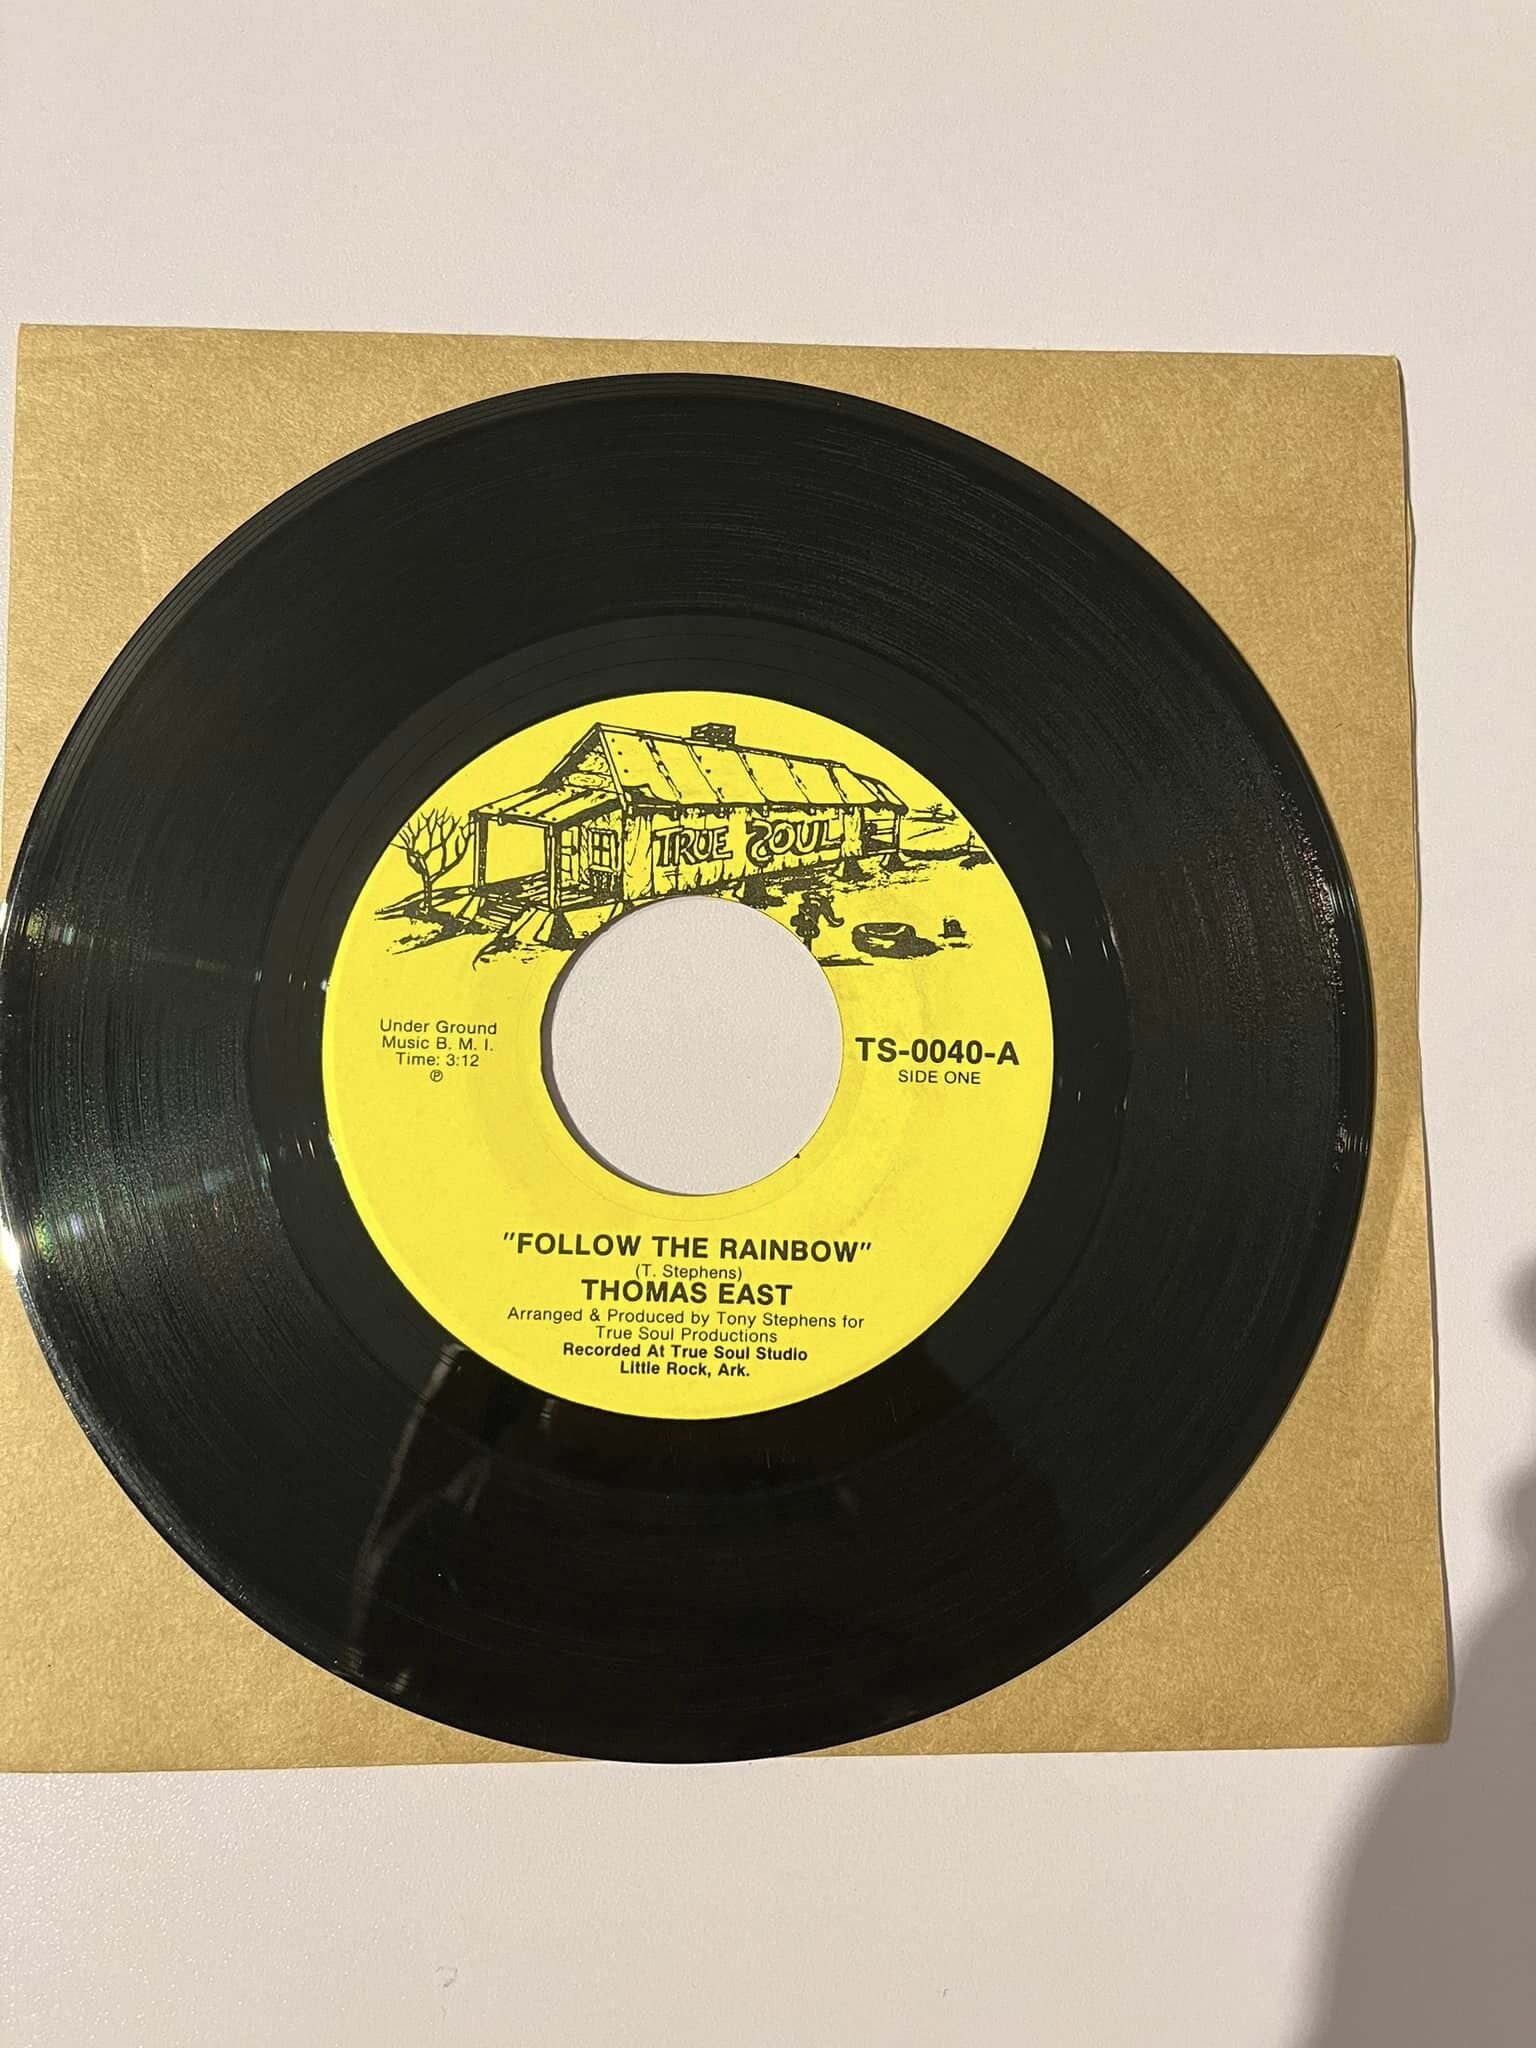 TRUE SOUL
Under Ground
Music B. M. I.
Time: 3:12
℗
TS-0040-A
SIDE ONE
"FOLLOW THE RAINBOW"
(T. Stephens)
THOMAS EAST
Arranged & Produced by Tony Stephens for
True Soul Productions
Recorded At True Soul Studio
Little Rock, Ark.